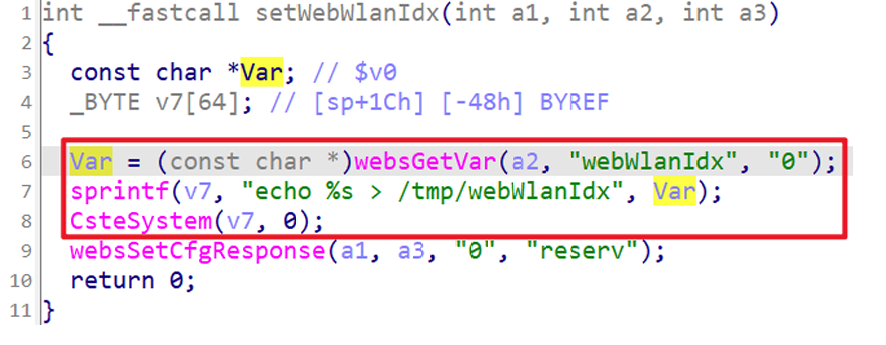 1 int __fastcall setWebWlanIdx(int a1, int a2, int a3)
2 {
3 const char *Var; // $v0
4 _BYTE v7[64]; // [sp+1Ch] [-48h] BYREF
5
6 Var = (const char *)websGetVar(a2, "webWlanIdx", "0");
7 sprintf(v7, "echo %s > /tmp/webWlanIdx", Var);
8 CsteSystem(v7, 0);
9 websSetCfgResponse(a1, a3, "0", "reserv");
10 return 0;
11 }